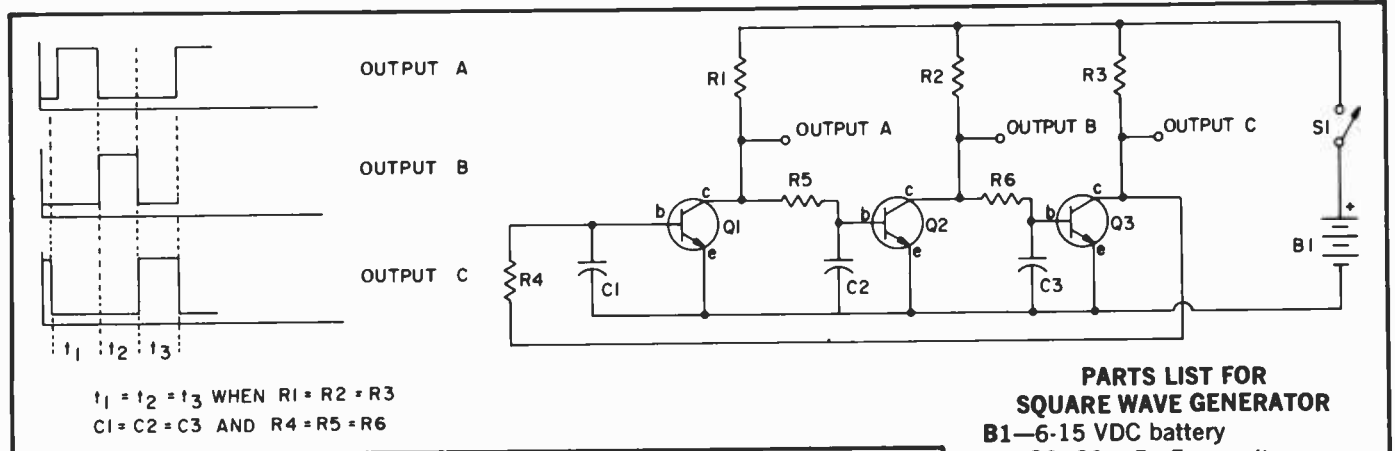 OUTPUT A
OUTPUT B
OUTPUT C
t1 t2 t3
t1 = t2 = t3 WHEN R1 = R2 = R3
C1 = C2 = C3 AND R4 = R5 = R6
R1
R2
R3
OUTPUT A
OUTPUT B
OUTPUT C
S1
R5
R6
b c Q1 e
b c Q2 e
b c Q3 e
+
B1
R4
C1
C2
C3
PARTS LIST FOR
SQUARE WAVE GENERATOR
B1—6-15 VDC battery